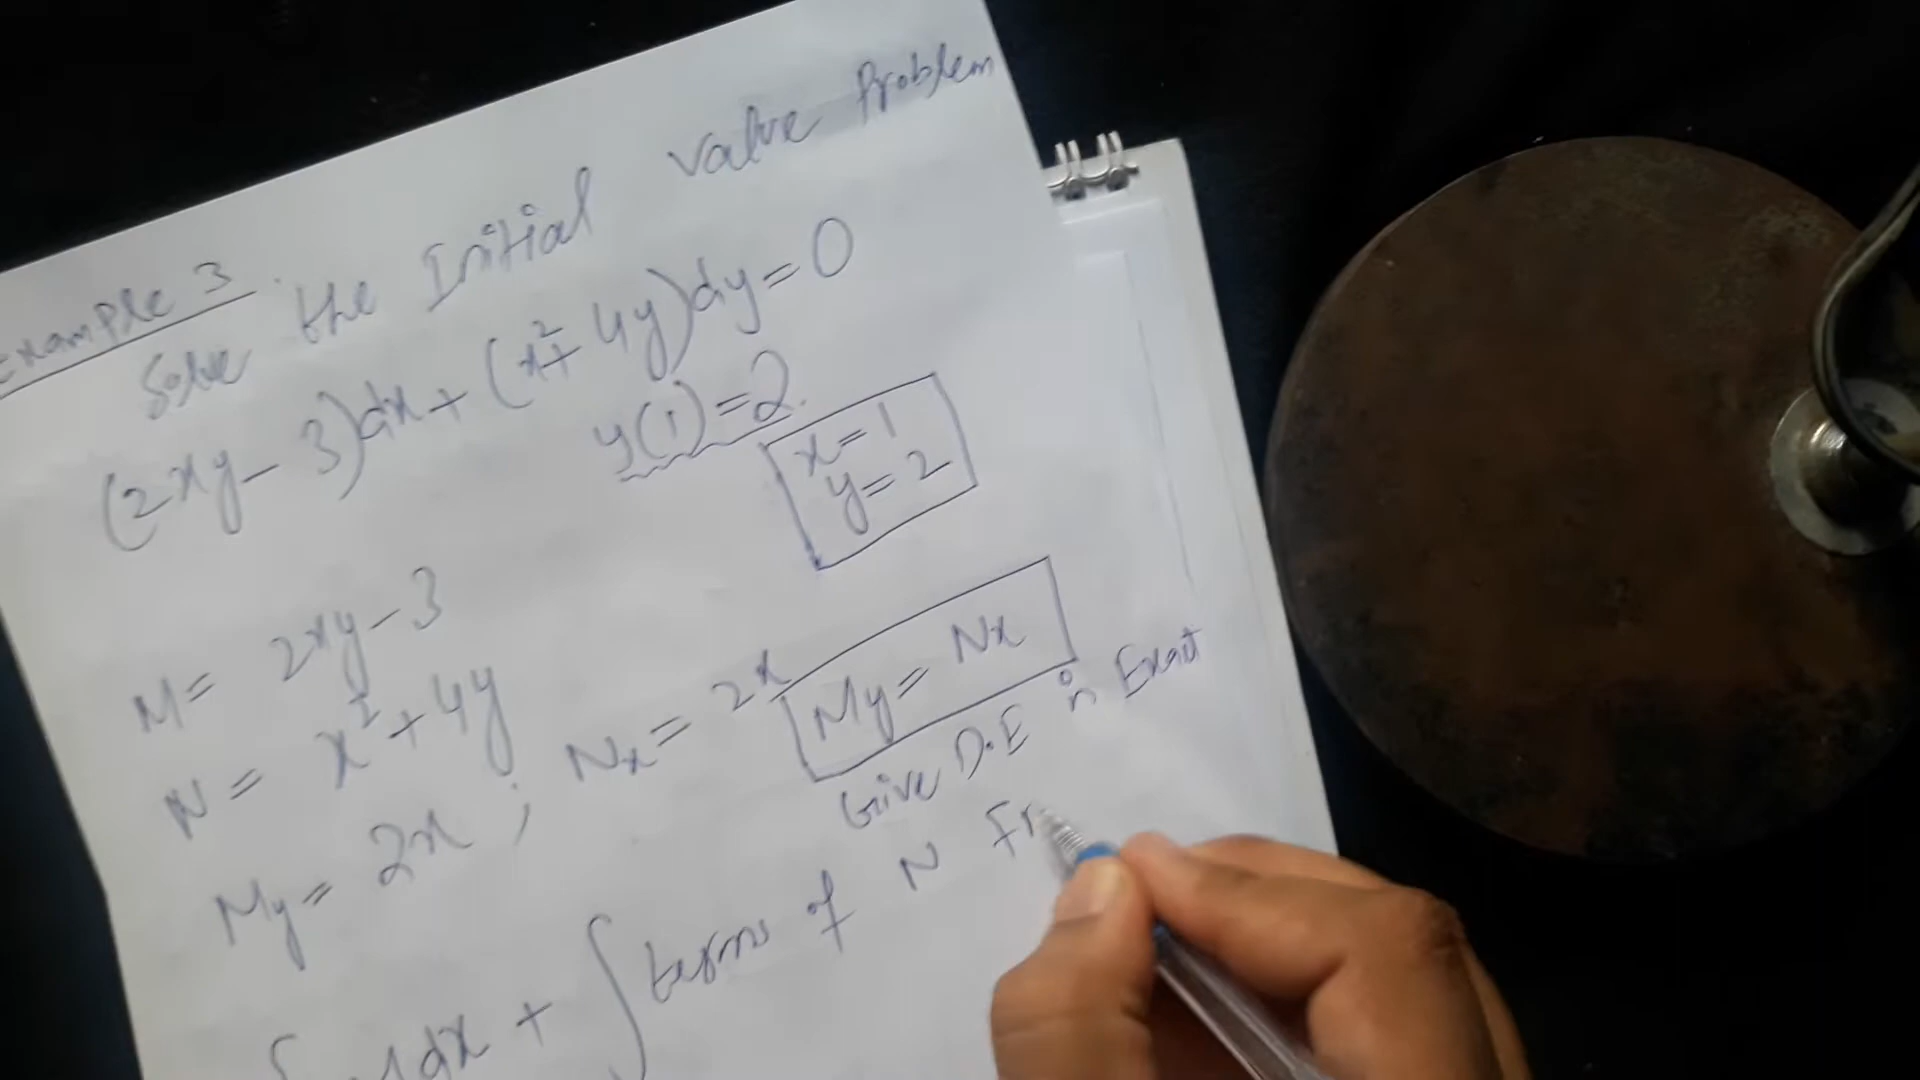 Example 3
Solve the Initial value Problem
(2xy - 3)dx + (x² + 4y)dy = 0
y(1) = 2.
x = 1
y = 2
M = 2xy - 3
N = x² + 4y
My = 2x ; Nx = 2x
My = Nx
Give D.E is Exact
∫ Mdx + ∫ terms of N Fr